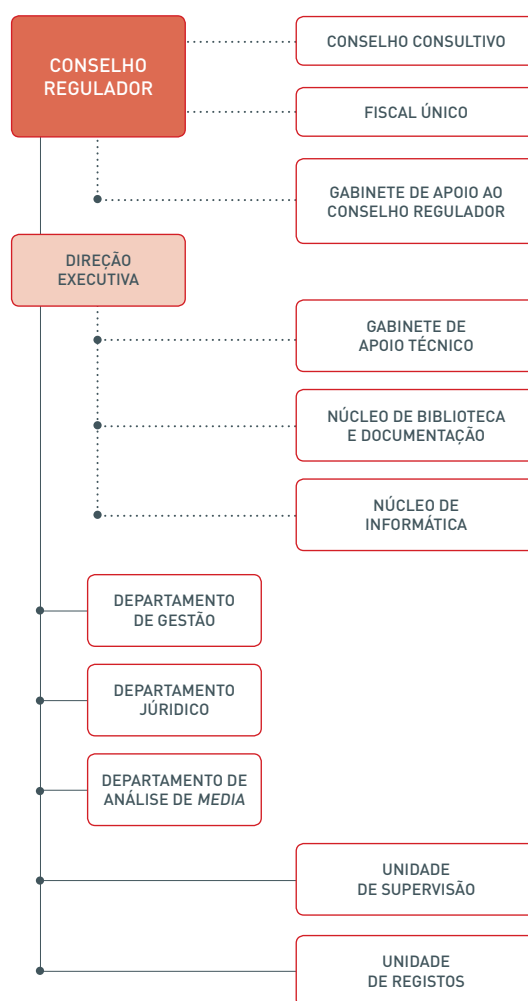 CONSELHO
REGULADOR
CONSELHO CONSULTIVO
FISCAL ÚNICO
GABINETE DE APOIO AO
CONSELHO REGULADOR
DIREÇÃO
EXECUTIVA
GABINETE DE
APOIO TÉCNICO
NÚCLEO DE BIBLIOTECA
E DOCUMENTAÇÃO
NÚCLEO DE
INFORMÁTICA
DEPARTAMENTO
DE GESTÃO
DEPARTAMENTO
JÚRIDICO
DEPARTAMENTO DE
ANÁLISE DE MEDIA
UNIDADE
DE SUPERVISÃO
UNIDADE
DE REGISTOS